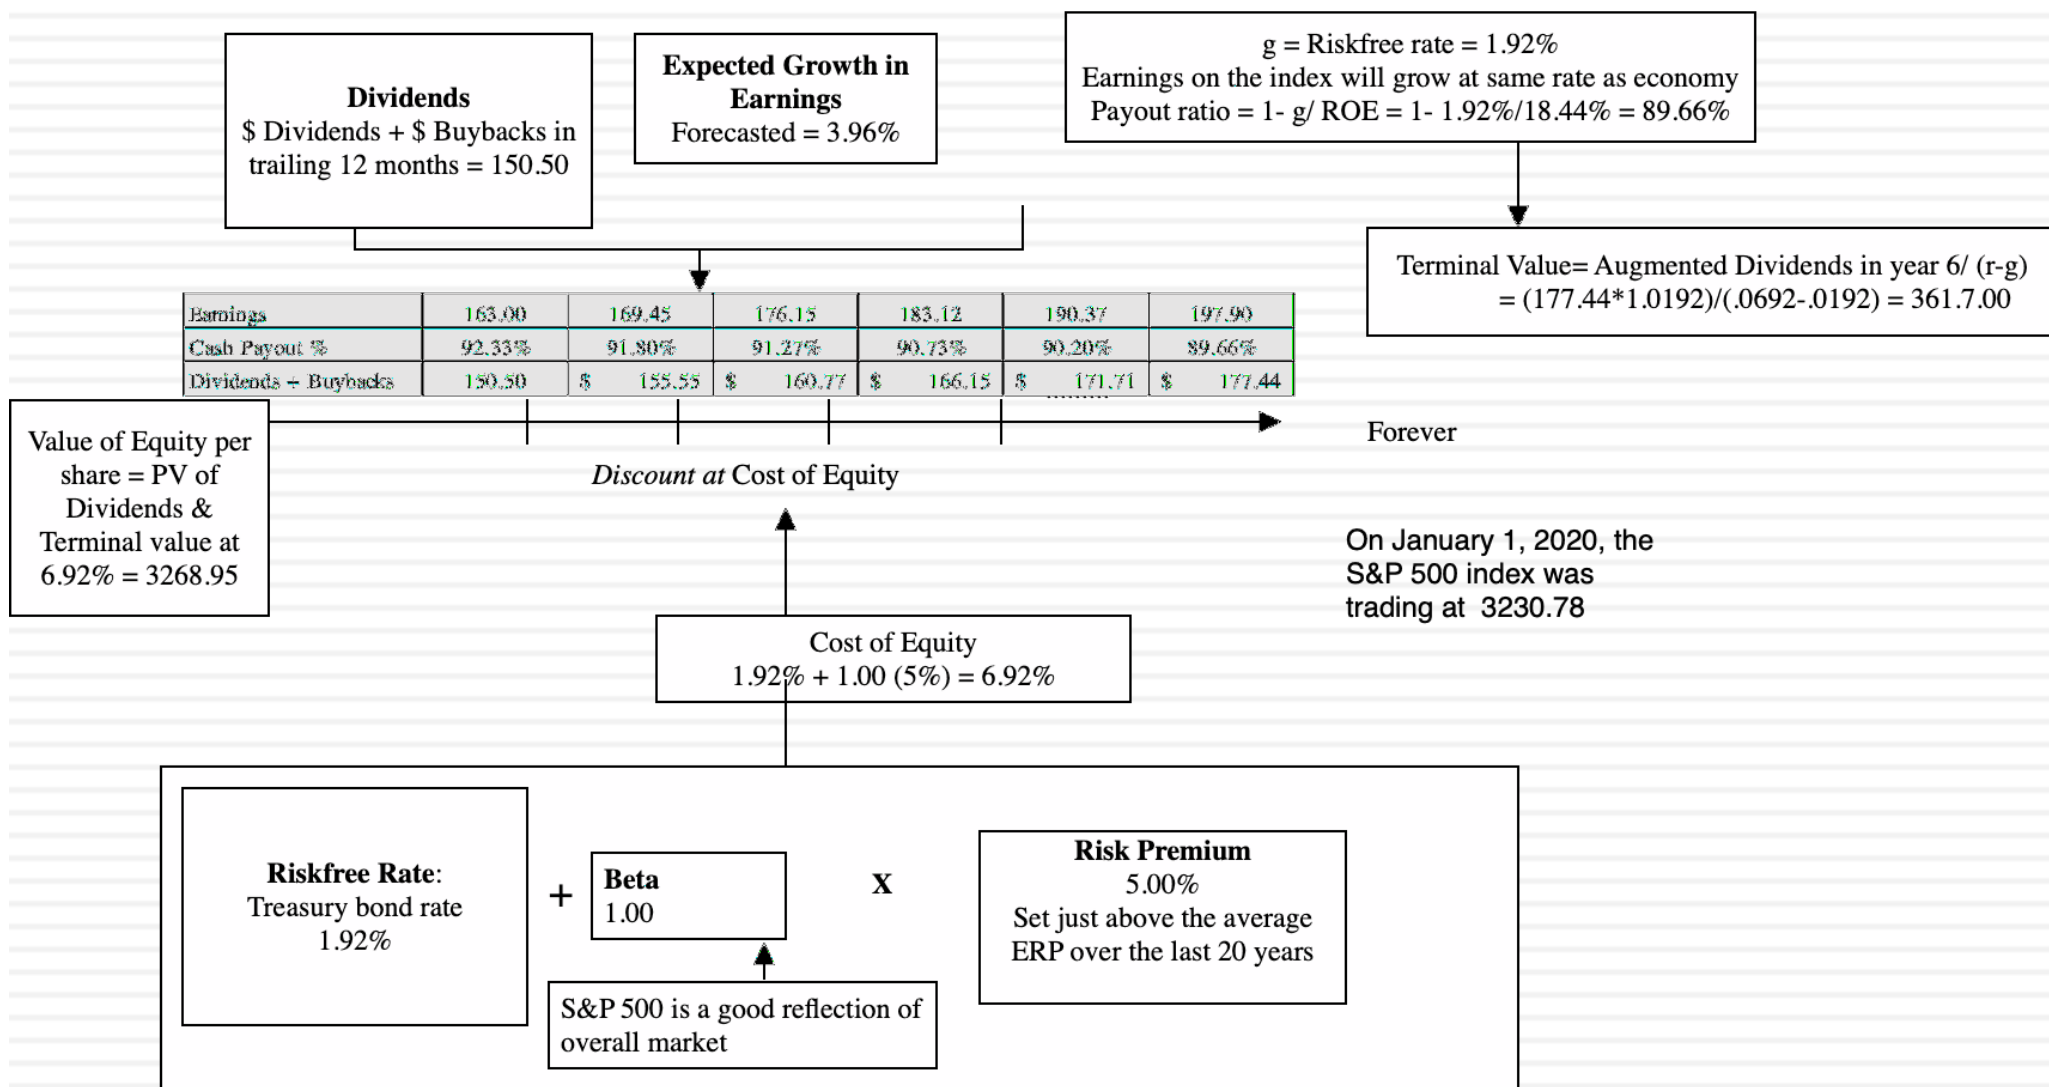 Dividends
$ Dividends + $ Buybacks in
trailing 12 months = 150.50
Expected Growth in
Earnings
Forecasted = 3.96%
g = Riskfree rate = 1.92%
Earnings on the index will grow at same rate as economy
Payout ratio = 1- g/ ROE = 1- 1.92%/18.44% = 89.66%
Terminal Value= Augmented Dividends in year 6/ (r-g)
= (177.44*1.0192)/(.0692-.0192) = 361.7.00
Earnings 163.00 169.45 176.15 183.12 190.37 197.90
Cash Payout % 92.33% 91.80% 91.27% 90.73% 90.20% 89.66%
Dividends + Buybacks 150.50 $ 155.55 $ 160.77 $ 166.15 $ 171.71 $ 177.44
Forever
Value of Equity per
share = PV of
Dividends &
Terminal value at
6.92% = 3268.95
Discount at Cost of Equity
On January 1, 2020, the
S&P 500 index was
trading at 3230.78
Cost of Equity
1.92% + 1.00 (5%) = 6.92%
Riskfree Rate:
Treasury bond rate
1.92%
+
Beta
1.00
X
Risk Premium
5.00%
Set just above the average
ERP over the last 20 years
S&P 500 is a good reflection of
overall market